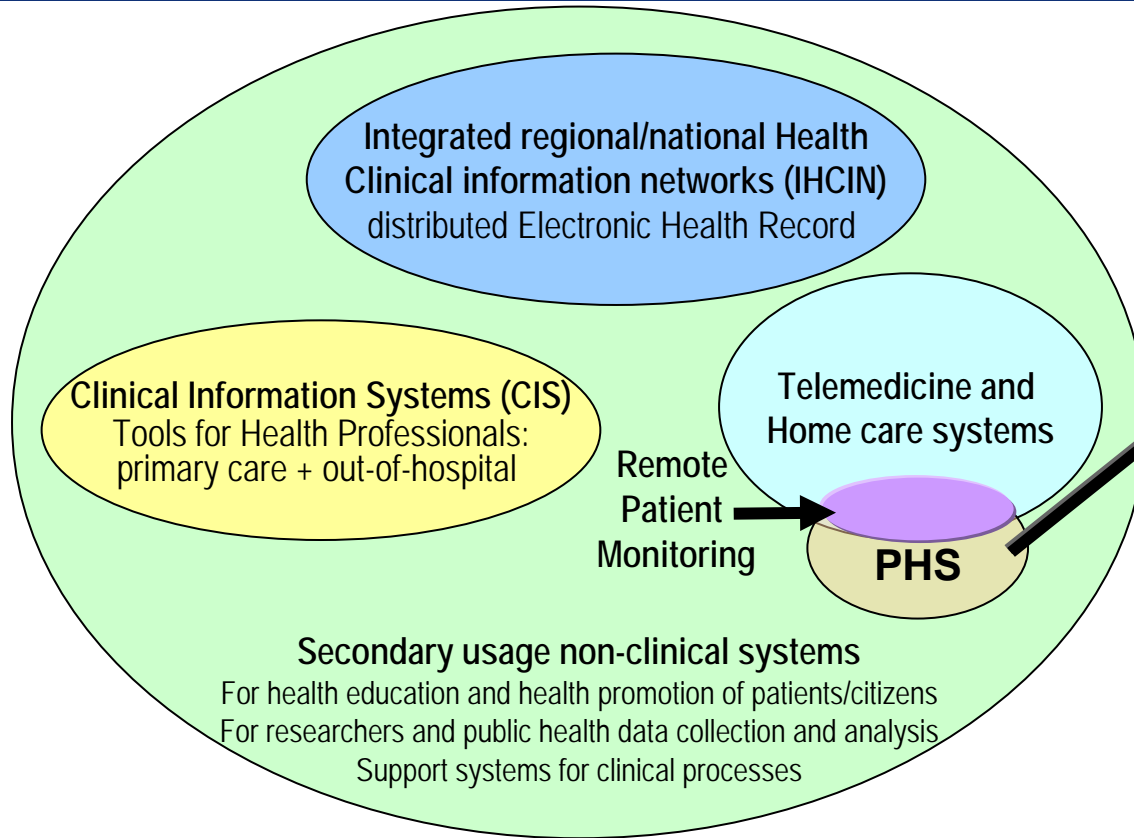 Integrated regional/national Health
Clinical information networks (IHCIN)
distributed Electronic Health Record
Clinical Information Systems (CIS)
Tools for Health Professionals:
primary care + out-of-hospital
Telemedicine and
Home care systems
Remote
Patient
Monitoring
PHS
Secondary usage non-clinical systems
For health education and health promotion of patients/citizens
For researchers and public health data collection and analysis
Support systems for clinical processes